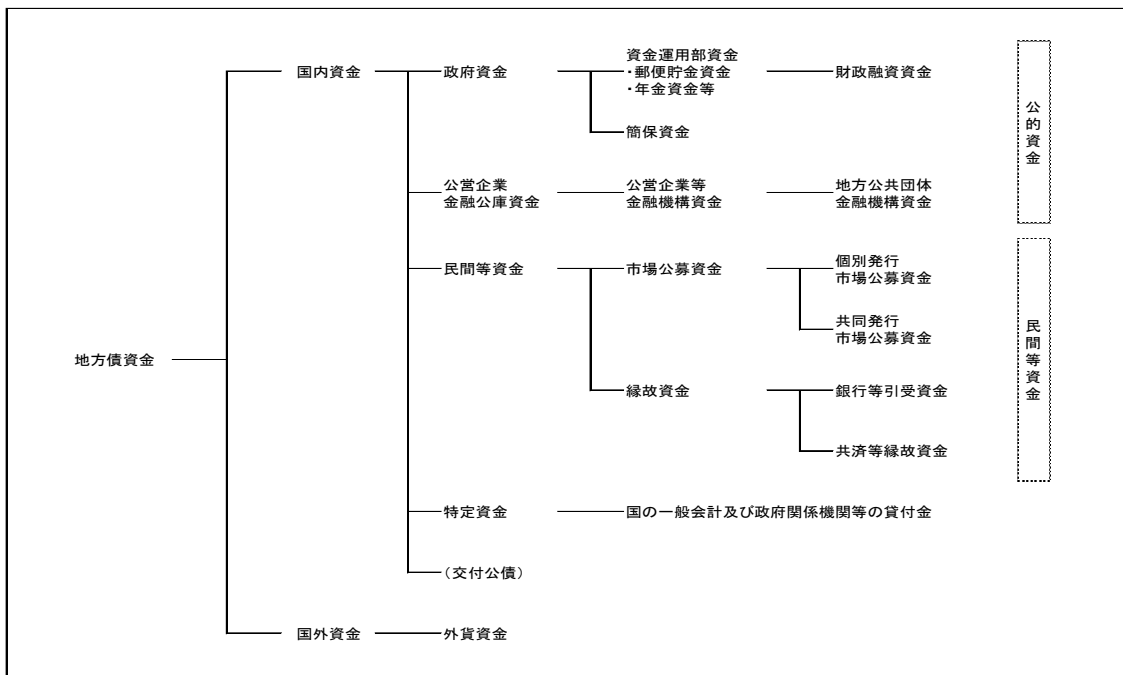 地方債資金
国内資金
政府資金
資金運用部資金
・郵便貯金資金
・年金資金等
財政融資資金
簡保資金
公営企業
金融公庫資金
公営企業等
金融機構資金
地方公共団体
金融機構資金
民間等資金
市場公募資金
個別発行
市場公募資金
共同発行
市場公募資金
縁故資金
銀行等引受資金
共済等縁故資金
特定資金
国の一般会計及び政府関係機関等の貸付金
(交付公債)
国外資金
外貨資金
公的資金
民間等資金